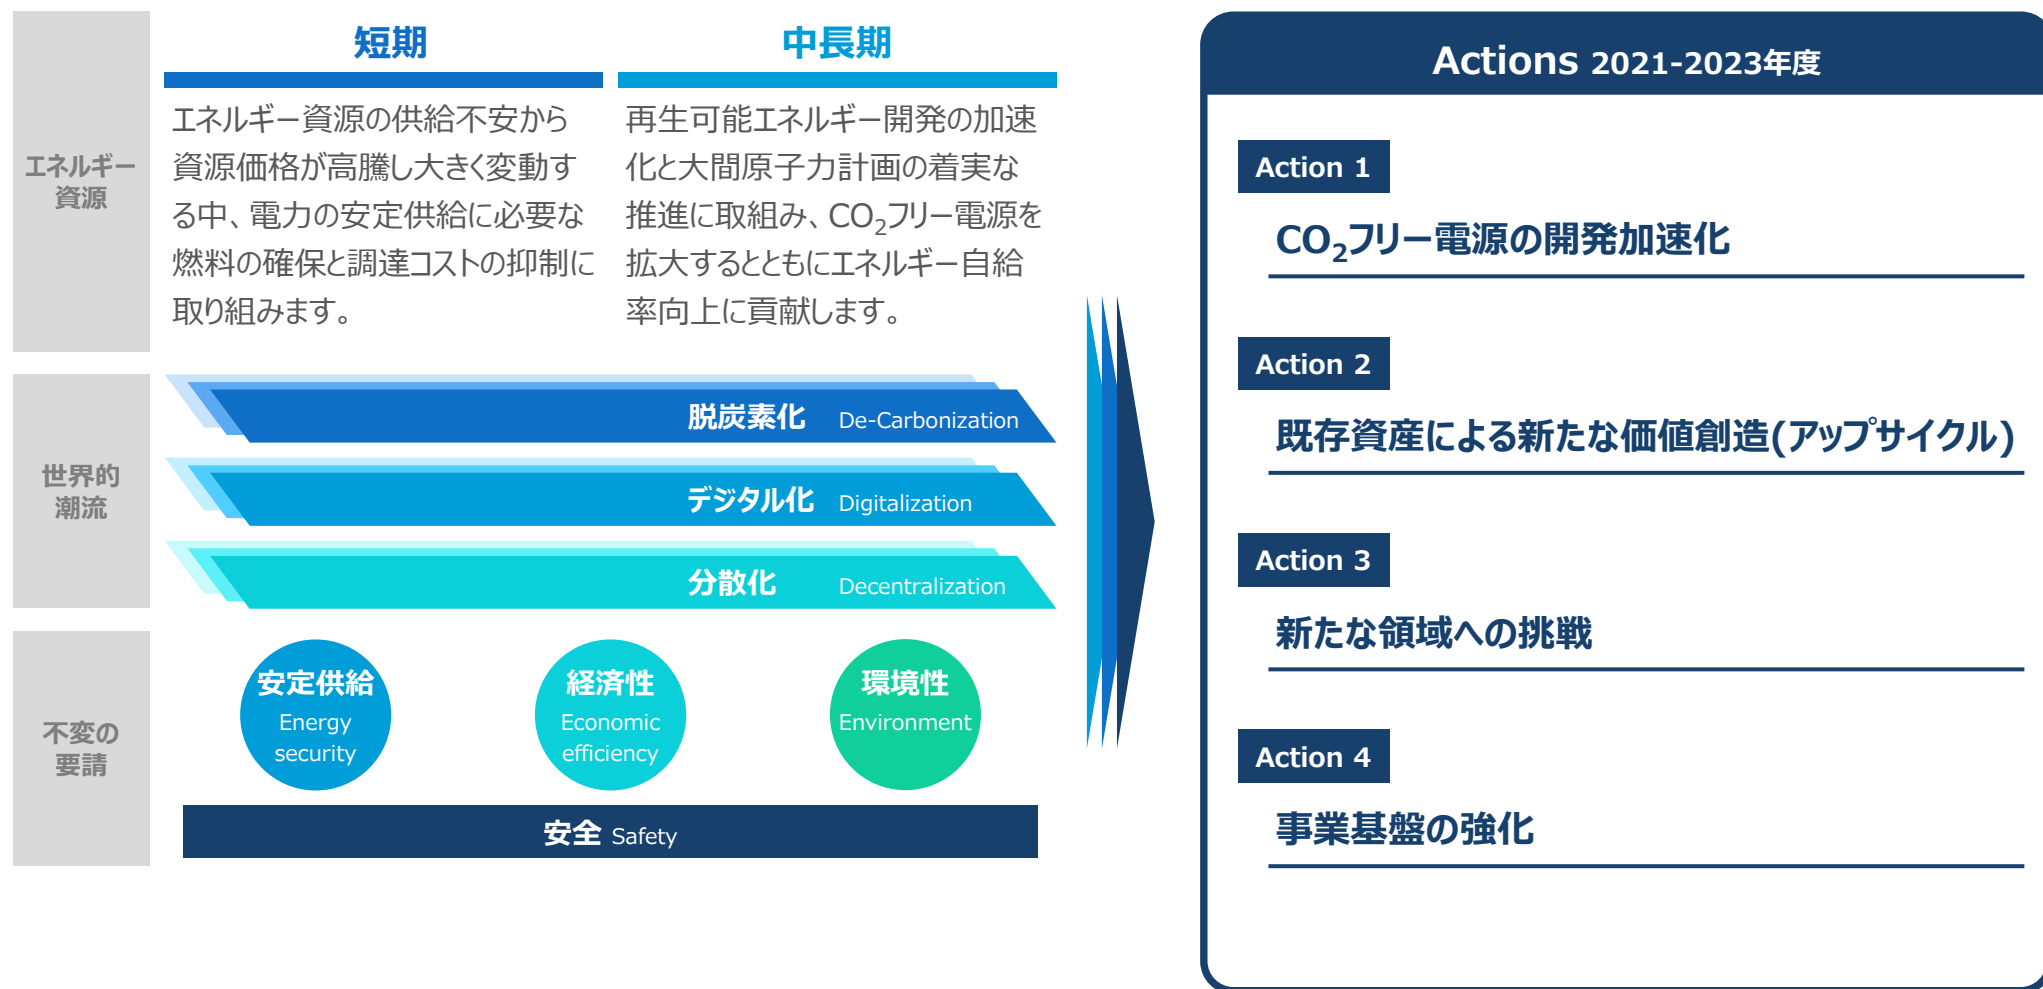 短期
中長期
エネルギー
資源
エネルギー資源の供給不安から
資源価格が高騰し大きく変動す
る中、電力の安定供給に必要な
燃料の確保と調達コストの抑制に
取り組みます。
再生可能エネルギー開発の加速
化と大間原子力計画の着実な
推進に取組み、CO₂フリー電源を
拡大するとともにエネルギー自給
率向上に貢献します。
世界的
潮流
脱炭素化 De-Carbonization
デジタル化 Digitalization
分散化 Decentralization
不変の
要請
安定供給
Energy
security
経済性
Economic
efficiency
環境性
Environment
安全 Safety
Actions 2021-2023年度
Action 1
CO₂フリー電源の開発加速化
Action 2
既存資産による新たな価値創造(アップサイクル)
Action 3
新たな領域への挑戦
Action 4
事業基盤の強化